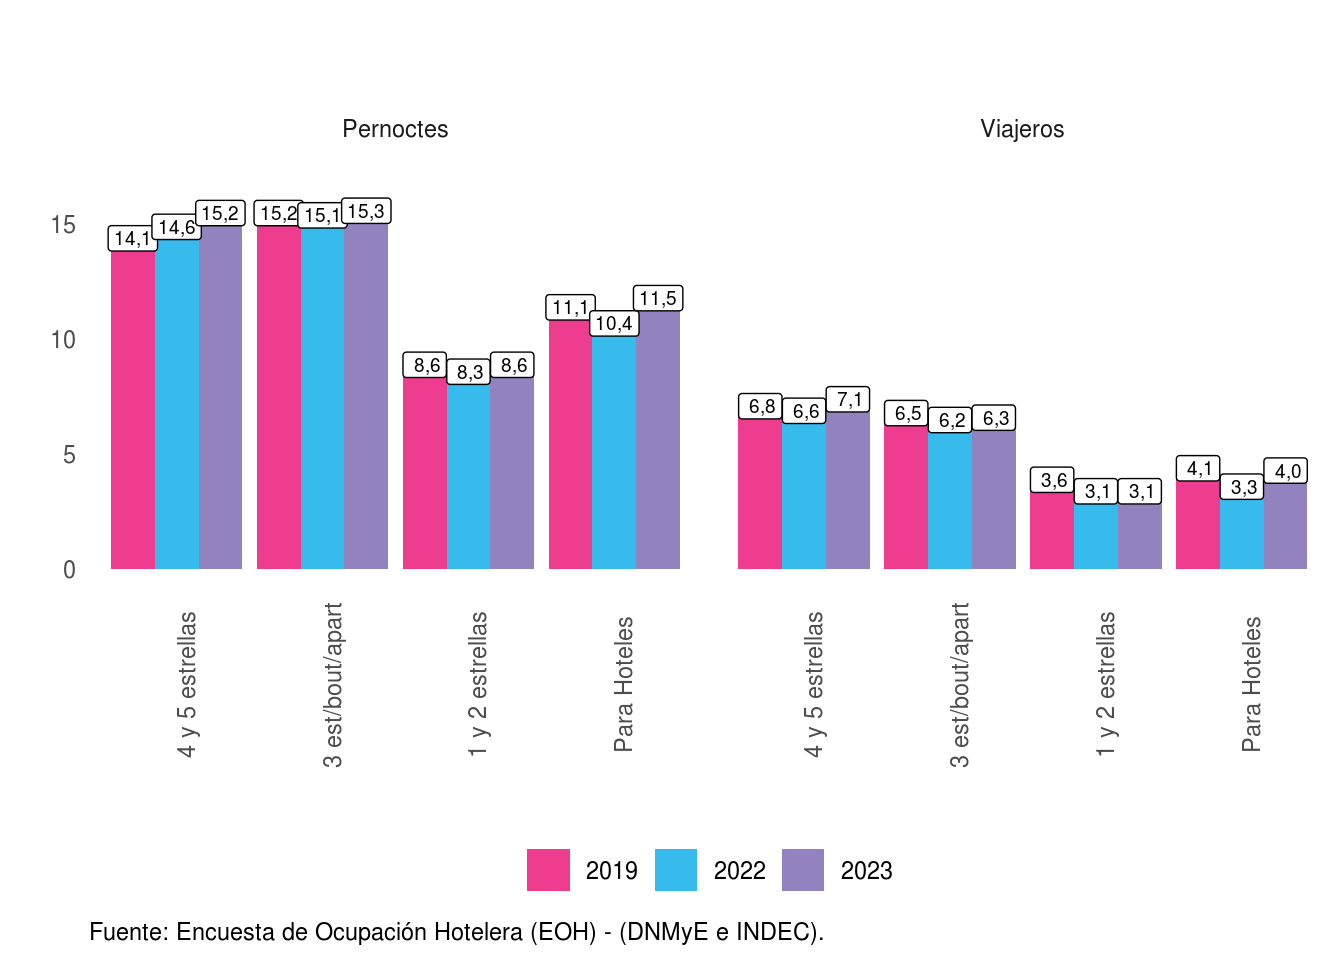 Pernoctes
Viajeros
15
10
5
0
14,1
14,6
15,2
15,2
15,1
15,3
8,6
8,3
8,6
11,1
10,4
11,5
6,8
6,6
7,1
6,5
6,2
6,3
3,6
3,1
3,1
4,1
3,3
4,0
4 y 5 estrellas
3 est/bout/apart
1 y 2 estrellas
Para Hoteles
4 y 5 estrellas
3 est/bout/apart
1 y 2 estrellas
Para Hoteles
2019
2022
2023
Fuente: Encuesta de Ocupación Hotelera (EOH) - (DNMyE e INDEC).